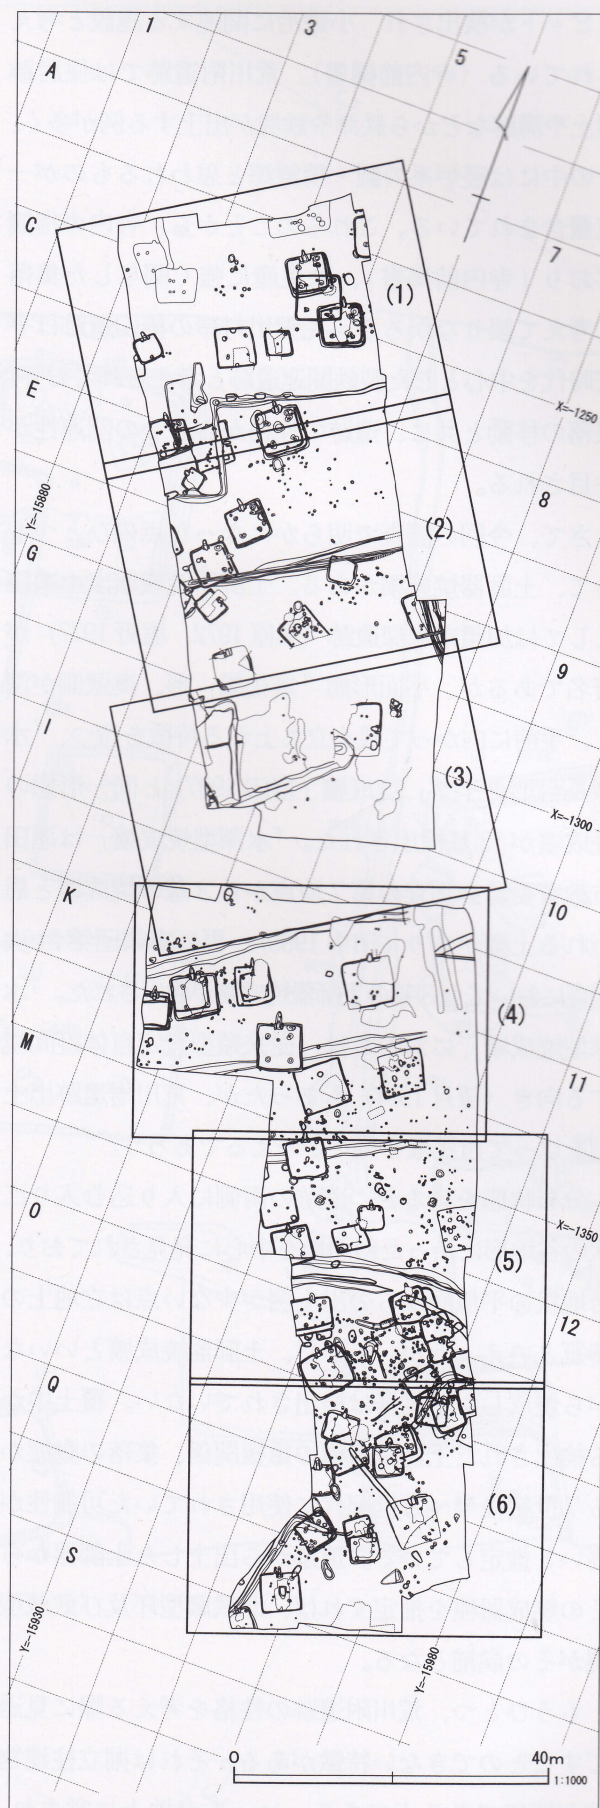 1
3
5
A
C
7
(1)
E
X=-1250
8
Y=-15880
G
(2)
9
I
(3)
X=-1300
K
10
(4)
M
11
O
X=-1350
(5)
12
Q
(6)
S
Y=-15930
Y=-15980
0
40m
1:1000